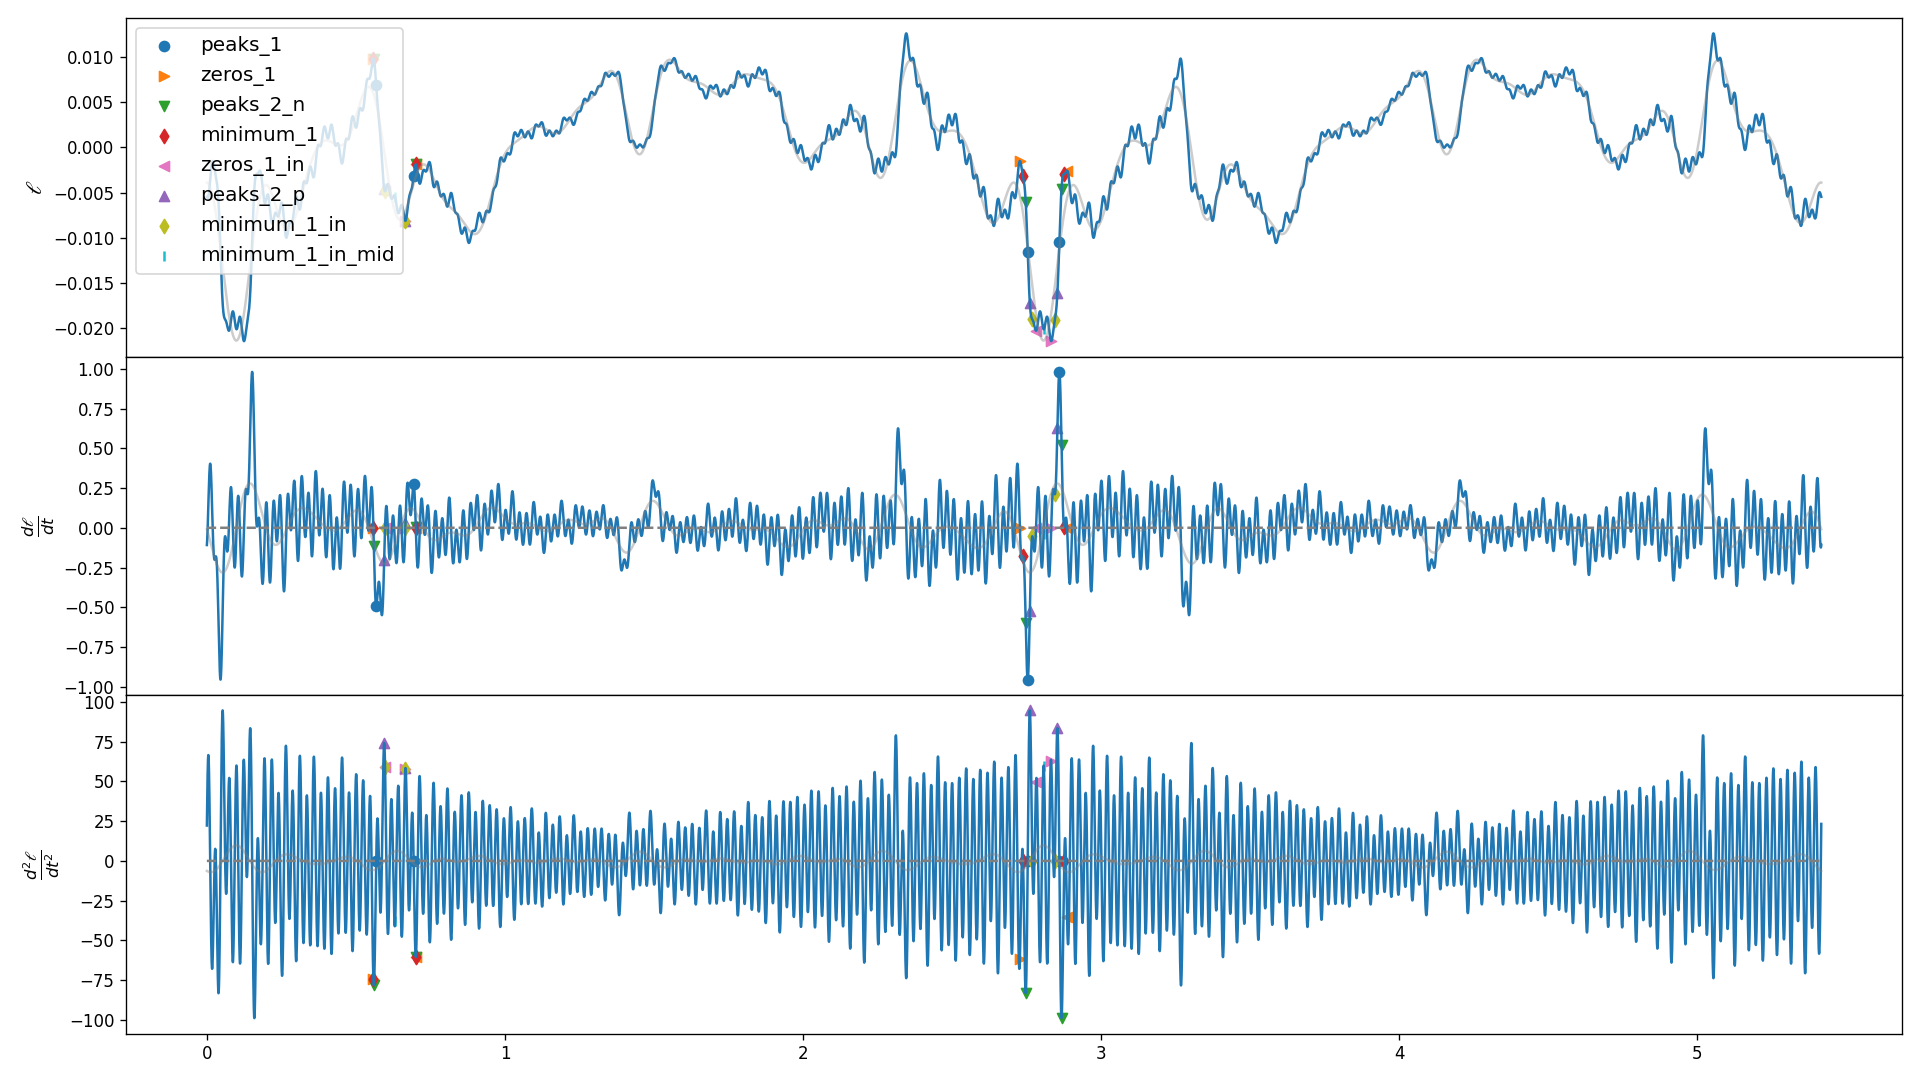 peaks_1
zeros_1
peaks_2_n
minimum_1
zeros_1_in
peaks_2_p
minimum_1_in
minimum_1_in_mid
0.010
0.005
0.000
−0.005
−0.010
−0.015
−0.020
ℓ
1.00
0.75
0.50
0.25
0.00
−0.25
−0.50
−0.75
−1.00
dℓ
dt
100
75
50
25
0
−25
−50
−75
−100
d²ℓ
dt²
0 1 2 3 4 5